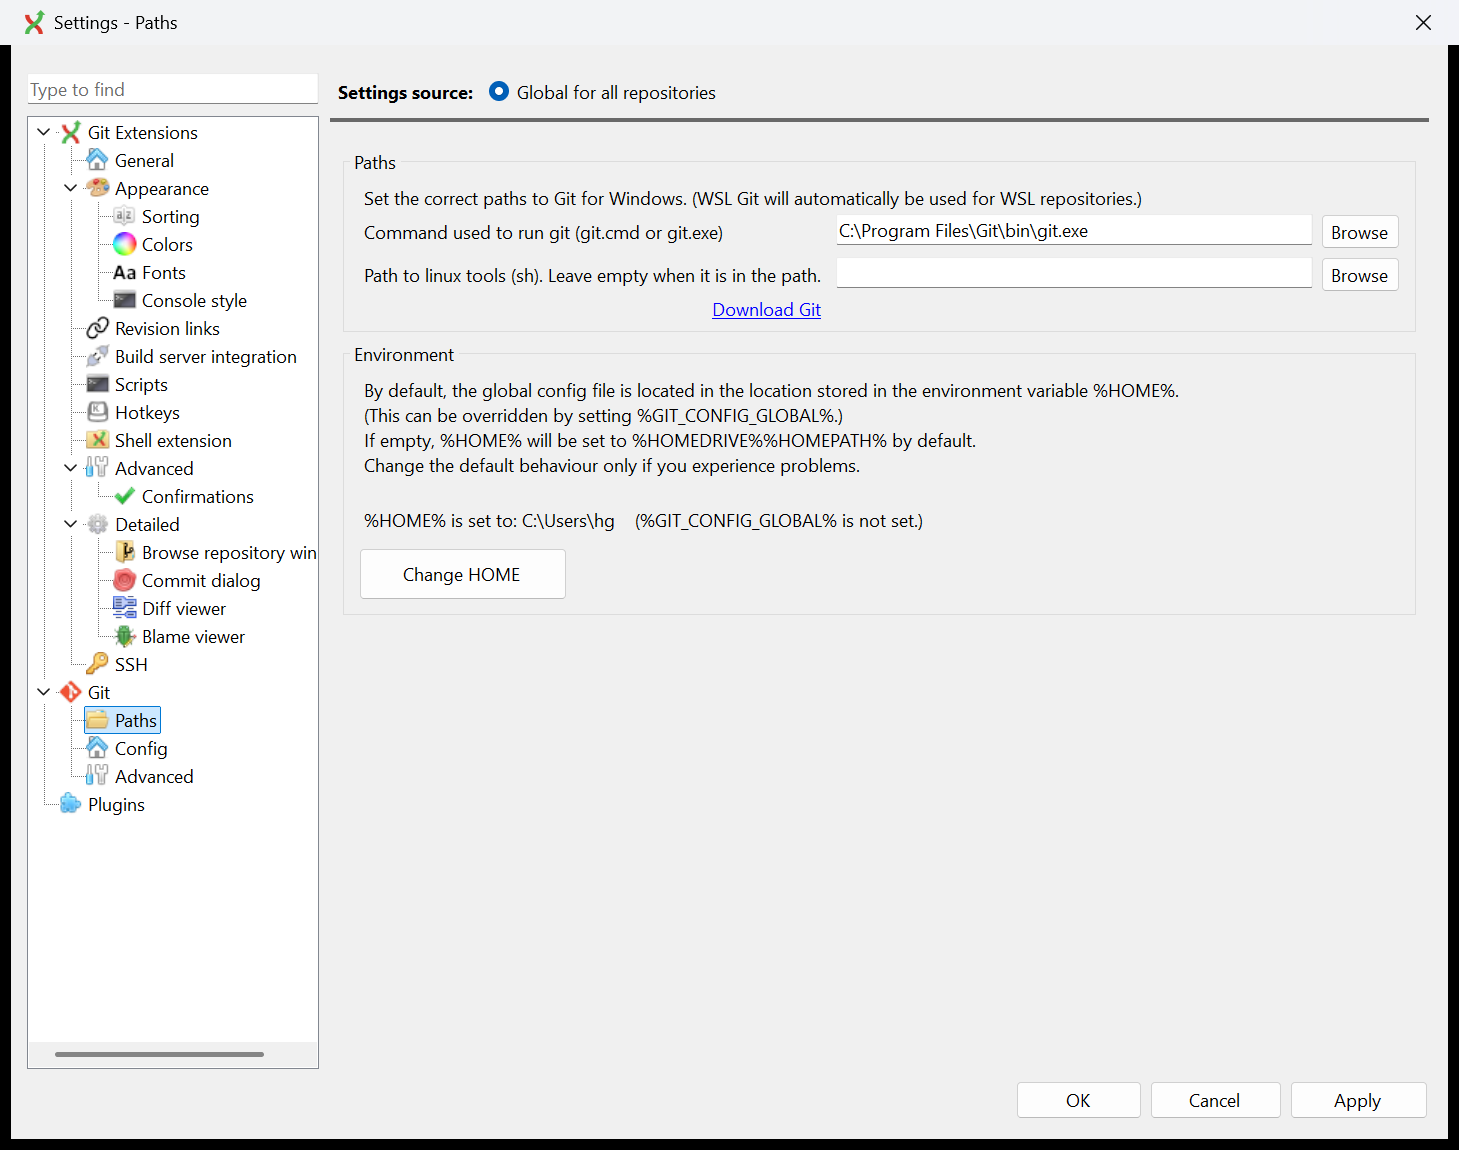 Settings - Paths
Type to find
Git Extensions
General
Appearance
Sorting
Colors
Aa Fonts
Console style
Revision links
Build server integration
Scripts
Hotkeys
Shell extension
Advanced
Confirmations
Detailed
Browse repository win
Commit dialog
Diff viewer
Blame viewer
SSH
Git
Paths
Config
Advanced
Plugins
Settings source: Global for all repositories
Paths
Set the correct paths to Git for Windows. (WSL Git will automatically be used for WSL repositories.)
Command used to run git (git.cmd or git.exe) C:\Program Files\Git\bin\git.exe Browse
Path to linux tools (sh). Leave empty when it is in the path. Browse
Download Git
Environment
By default, the global config file is located in the location stored in the environment variable %HOME%.
(This can be overridden by setting %GIT_CONFIG_GLOBAL%.)
If empty, %HOME% will be set to %HOMEDRIVE%%HOMEPATH% by default.
Change the default behaviour only if you experience problems.
%HOME% is set to: C:\Users\hg (%GIT_CONFIG_GLOBAL% is not set.)
Change HOME
OK Cancel Apply